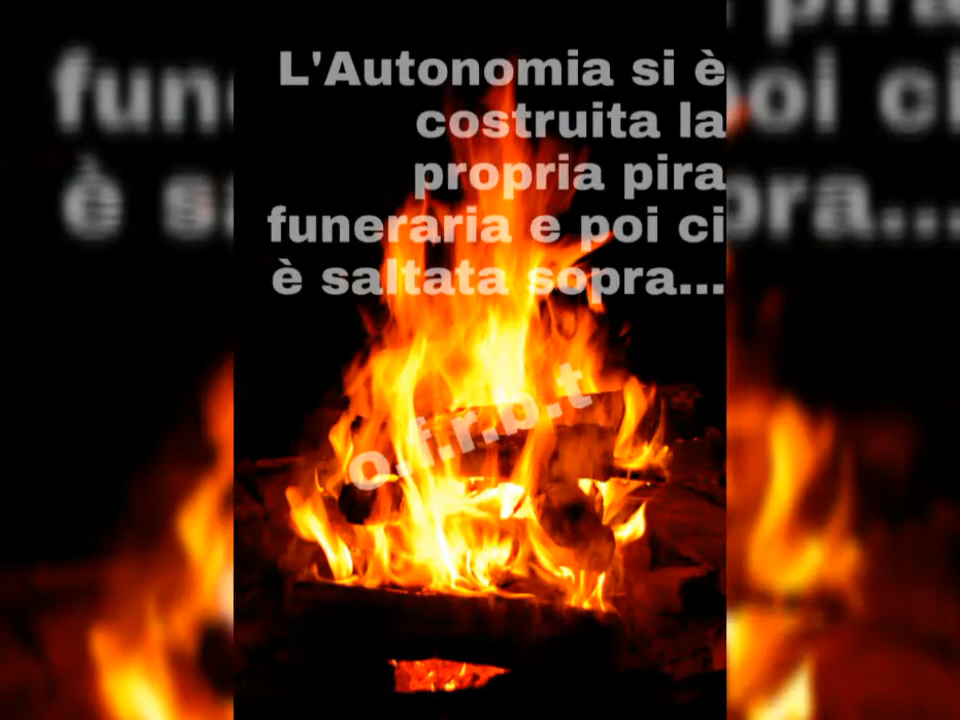 L'Autonomia si è
costruita la
propria pira
funeraria e poi ci
è saltata sopra...
o.f.r.b.t